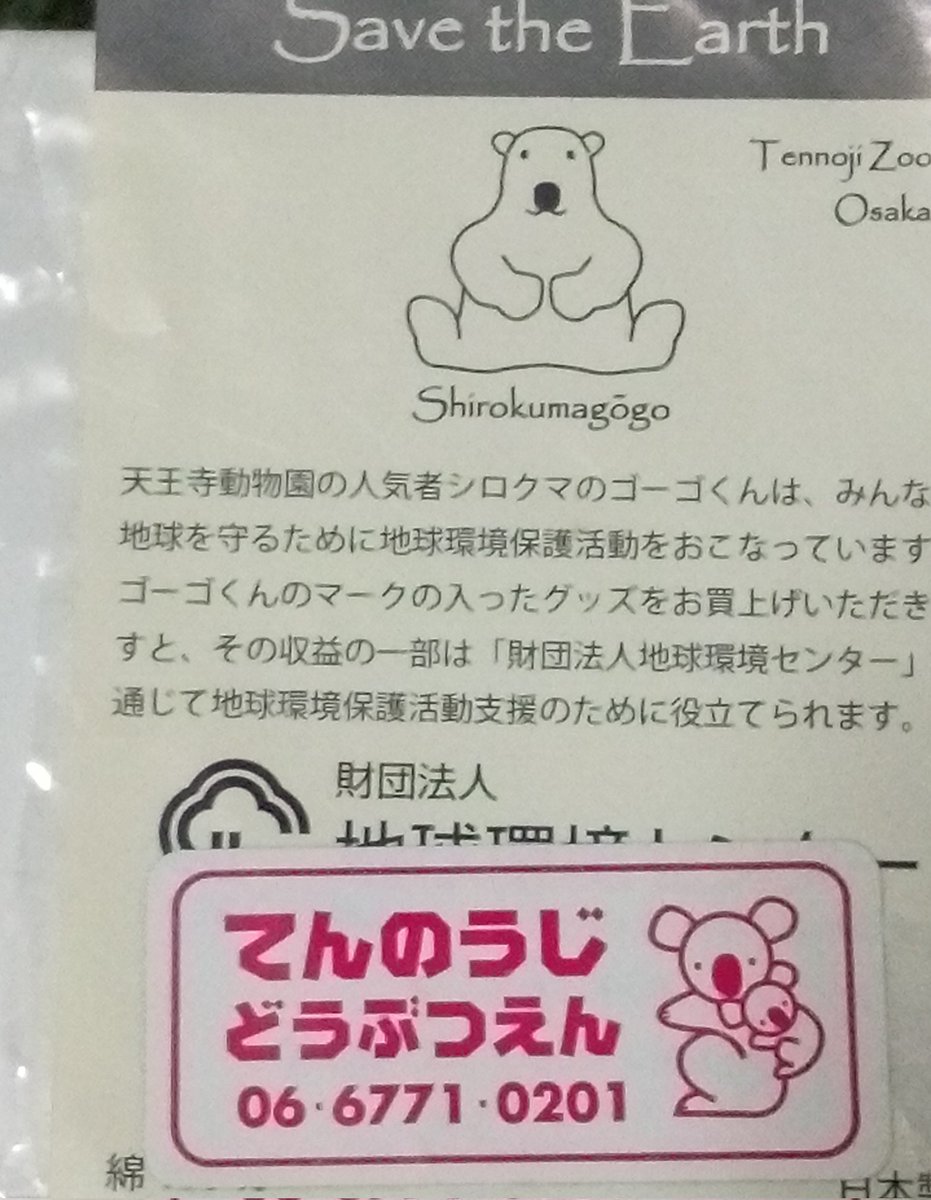 Save the Earth
Tennoji Zoo
Osaka
Shirokumagōgo
天王寺動物園の人気者シロクマのゴーゴくんは、みんな
地球を守るために地球環境保護活動をおこなっています
ゴーゴくんのマークの入ったグッズをお買上げいただき
すと、その収益の一部は「財団法人地球環境センター」
通じて地球環境保護活動支援のために役立てられます。
財団法人
てんのうじ
どうぶつえん
06·6771·0201
綿
日本製